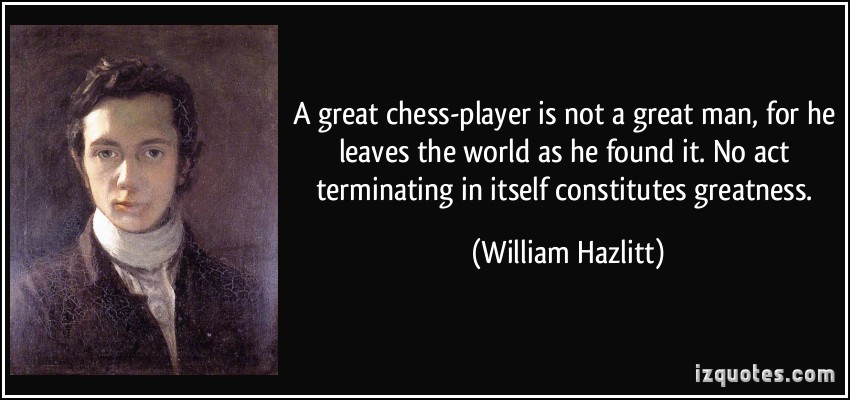 A great chess-player is not a great man, for he
leaves the world as he found it. No act
terminating in itself constitutes greatness.
(William Hazlitt)
izquotes.com